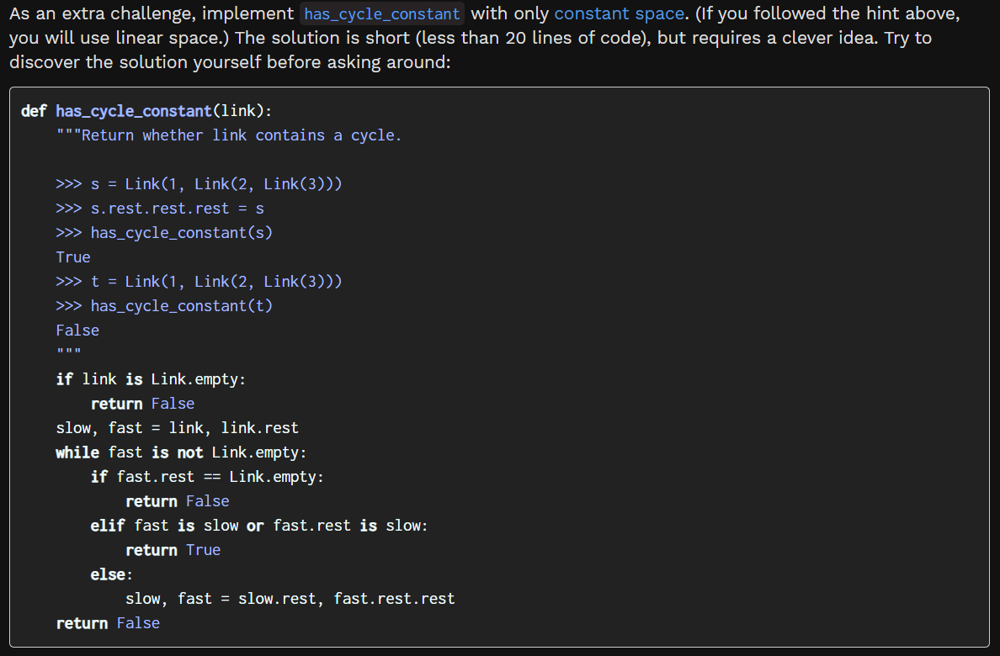 As an extra challenge, implement has_cycle_constant with only constant space. (If you followed the hint above,
you will use linear space.) The solution is short (less than 20 lines of code), but requires a clever idea. Try to
discover the solution yourself before asking around:
def has_cycle_constant(link):
    """Return whether link contains a cycle.

    >>> s = Link(1, Link(2, Link(3)))
    >>> s.rest.rest.rest = s
    >>> has_cycle_constant(s)
    True
    >>> t = Link(1, Link(2, Link(3)))
    >>> has_cycle_constant(t)
    False
    """
    if link is Link.empty:
        return False
    slow, fast = link, link.rest
    while fast is not Link.empty:
        if fast.rest == Link.empty:
            return False
        elif fast is slow or fast.rest is slow:
            return True
        else:
            slow, fast = slow.rest, fast.rest.rest
    return False